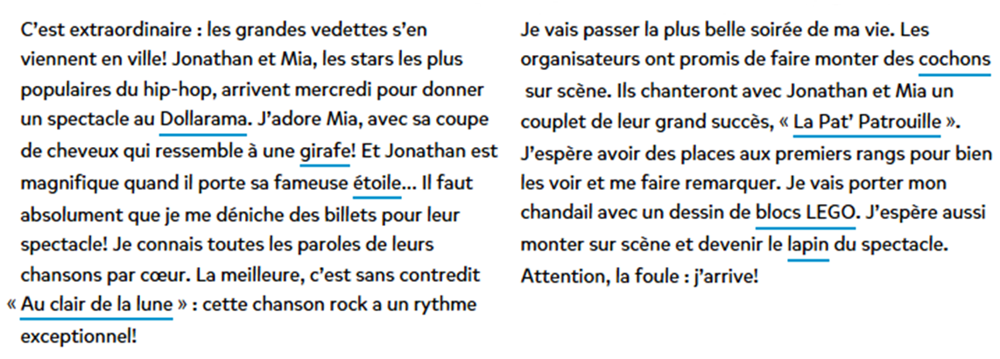 C’est extraordinaire : les grandes vedettes s’en
viennent en ville! Jonathan et Mia, les stars les plus
populaires du hip-hop, arrivent mercredi pour donner
un spectacle au Dollarama. J’adore Mia, avec sa coupe
de cheveux qui ressemble à une girafe! Et Jonathan est
magnifique quand il porte sa fameuse étoile... Il faut
absolument que je me déniche des billets pour leur
spectacle! Je connais toutes les paroles de leurs
chansons par cœur. La meilleure, c’est sans contredit
« Au clair de la lune » : cette chanson rock a un rythme
exceptionnel!
Je vais passer la plus belle soirée de ma vie. Les
organisateurs ont promis de faire monter des cochons
sur scène. Ils chanteront avec Jonathan et Mia un
couplet de leur grand succès, « La Pat’ Patrouille ».
J’espère avoir des places aux premiers rangs pour bien
les voir et me faire remarquer. Je vais porter mon
chandail avec un dessin de blocs LEGO. J’espère aussi
monter sur scène et devenir le lapin du spectacle.
Attention, la foule : j’arrive!